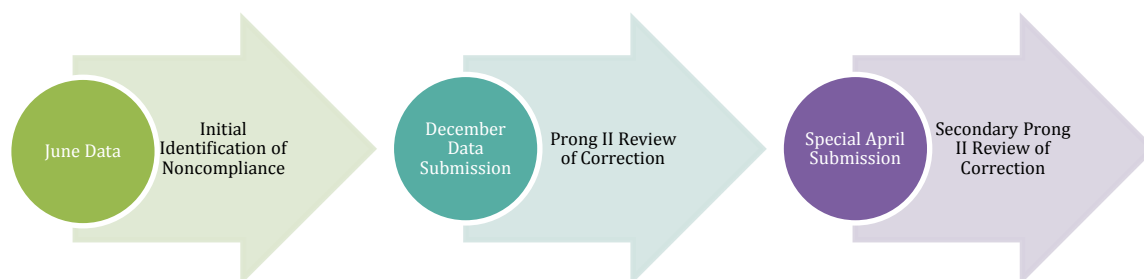 June Data
Initial
Identification of
Noncompliance
December
Data
Submission
Prong II Review
of Correction
Special April
Submission
Secondary Prong
II Review of
Correction